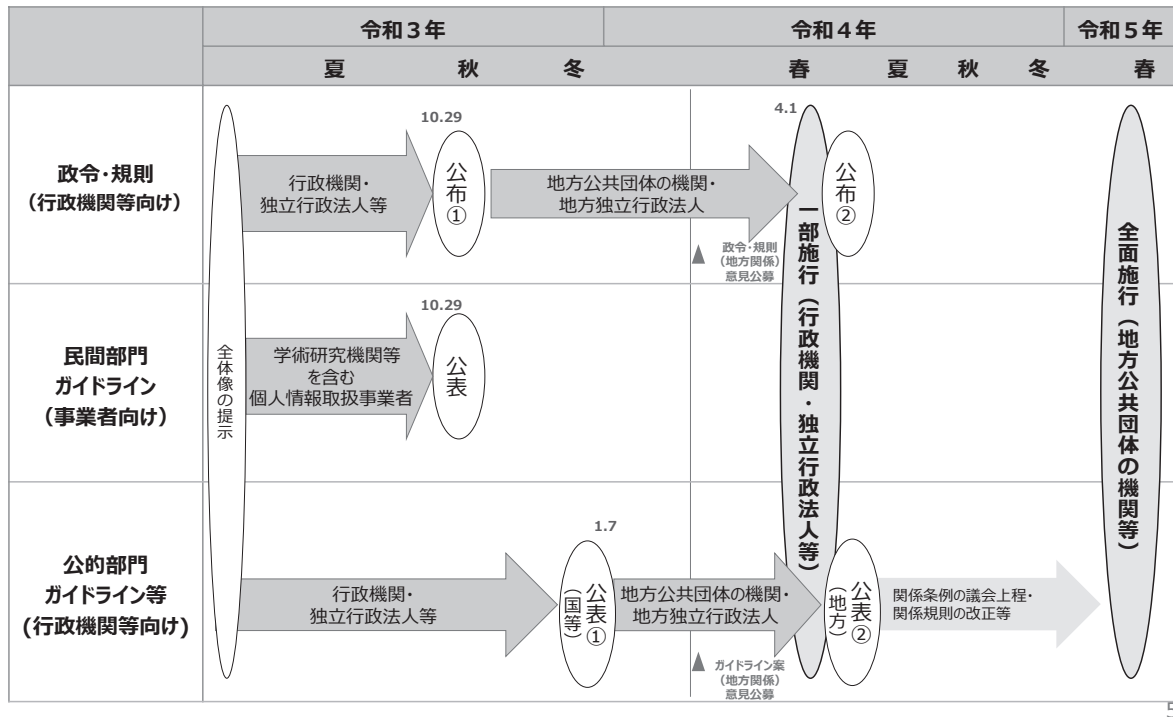 令和３年
令和４年
令和５年
夏
秋
冬
春
夏
秋
冬
春
政令・規則
（行政機関等向け）
全体像の提示
行政機関・
独立行政法人等
10.29
公布①
地方公共団体の機関・
地方独立行政法人
政令・規則
（地方関係）
意見公募
4.1
一部施行（行政機関・独立行政法人等）
公布②
全面施行（地方公共団体の機関等）
民間部門
ガイドライン
（事業者向け）
学術研究機関等
を含む
個人情報取扱事業者
10.29
公表
公的部門
ガイドライン等
(行政機関等向け)
行政機関・
独立行政法人等
1.7
公表①
（国等）
地方公共団体の機関・
地方独立行政法人
ガイドライン案
（地方関係）
意見公募
公表②
（地方）
関係条例の議会上程・
関係規則の改正等